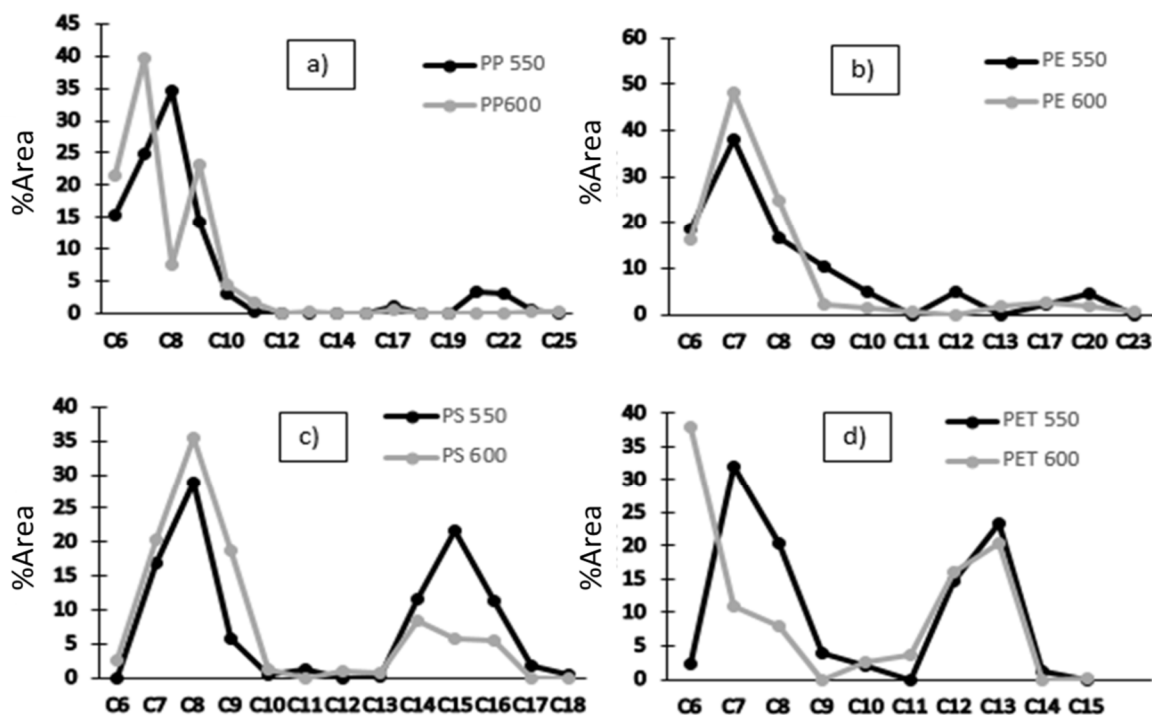 45
40
35
30
25
20
15
10
5
0
%Area
a)
PP 550
PP600
C6 C8 C10 C12 C14 C17 C19 C22 C25
60
50
40
30
20
10
0
%Area
b)
PE 550
PE 600
C6 C7 C8 C9 C10 C11 C12 C13 C17 C20 C23
40
35
30
25
20
15
10
5
0
%Area
c)
PS 550
PS 600
C6 C7 C8 C9 C10 C11 C12 C13 C14 C15 C16 C17 C18
40
35
30
25
20
15
10
5
0
%Area
d)
PET 550
PET 600
C6 C7 C8 C9 C10 C11 C12 C13 C14 C15